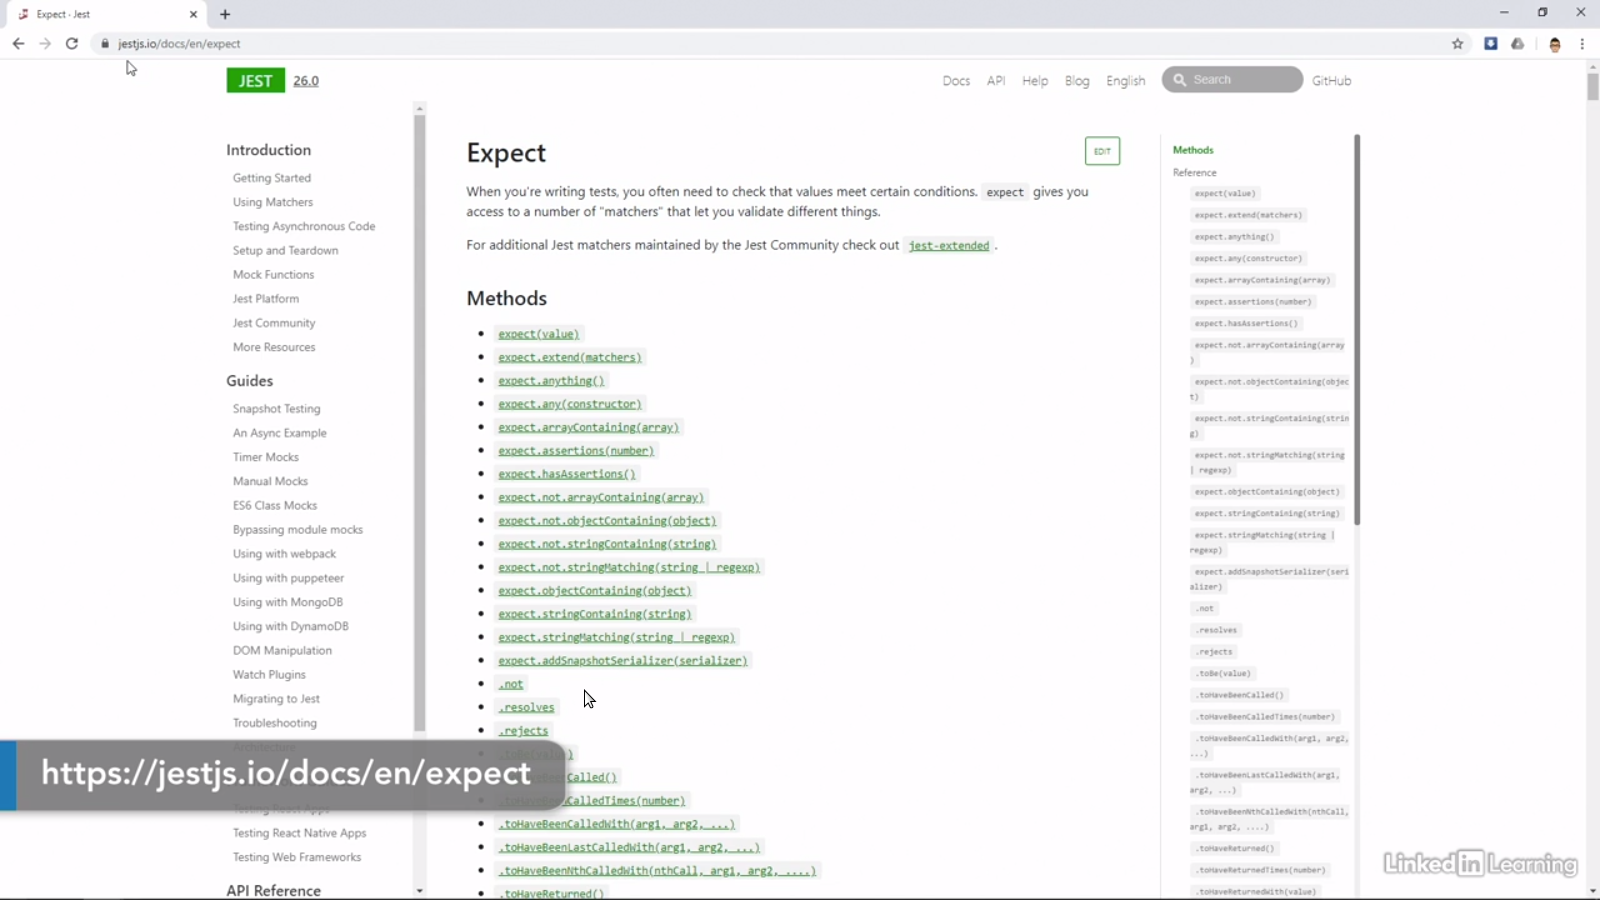 Expect · Jest
jestjs.io/docs/en/expect
JEST 26.0
Docs API Help Blog English Search GitHub
Introduction
Getting Started
Using Matchers
Testing Asynchronous Code
Setup and Teardown
Mock Functions
Jest Platform
Jest Community
More Resources
Guides
Snapshot Testing
An Async Example
Timer Mocks
Manual Mocks
ES6 Class Mocks
Bypassing module mocks
Using with webpack
Using with puppeteer
Using with MongoDB
Using with DynamoDB
DOM Manipulation
Watch Plugins
Migrating to Jest
Troubleshooting
Architecture
Testing React Apps
Testing React Native Apps
Testing Web Frameworks
API Reference
Expect
EDIT
When you're writing tests, you often need to check that values meet certain conditions. expect gives you
access to a number of "matchers" that let you validate different things.
For additional Jest matchers maintained by the Jest Community check out jest-extended .
Methods
expect(value)
expect.extend(matchers)
expect.anything()
expect.any(constructor)
expect.arrayContaining(array)
expect.assertions(number)
expect.hasAssertions()
expect.not.arrayContaining(array)
expect.not.objectContaining(object)
expect.not.stringContaining(string)
expect.not.stringMatching(string | regexp)
expect.objectContaining(object)
expect.stringContaining(string)
expect.stringMatching(string | regexp)
expect.addSnapshotSerializer(serializer)
.not
.resolves
.rejects
.toBe(value)
Called()
CalledTimes(number)
.toHaveBeenCalledWith(arg1, arg2, ...)
.toHaveBeenLastCalledWith(arg1, arg2, ...)
.toHaveBeenNthCalledWith(nthCall, arg1, arg2, ....)
.toHaveReturned()
Methods
Reference
expect(value)
expect.extend(matchers)
expect.anything()
expect.any(constructor)
expect.arrayContaining(array)
expect.assertions(number)
expect.hasAssertions()
expect.not.arrayContaining(array
)
expect.not.objectContaining(objec
t)
expect.not.stringContaining(strin
g)
expect.not.stringMatching(string
| regexp)
expect.objectContaining(object)
expect.stringContaining(string)
expect.stringMatching(string |
regexp)
expect.addSnapshotSerializer(seri
alizer)
.not
.resolves
.rejects
.toBe(value)
.toHaveBeenCalled()
.toHaveBeenCalledTimes(number)
.toHaveBeenCalledWith(arg1, arg2,
...)
.toHaveBeenLastCalledWith(arg1,
arg2, ...)
.toHaveBeenNthCalledWith(nthCall,
arg1, arg2, ....)
.toHaveReturned()
.toHaveReturnedTimes(number)
.toHaveReturnedWith(value)
https://jestjs.io/docs/en/expect
Linked in Learning